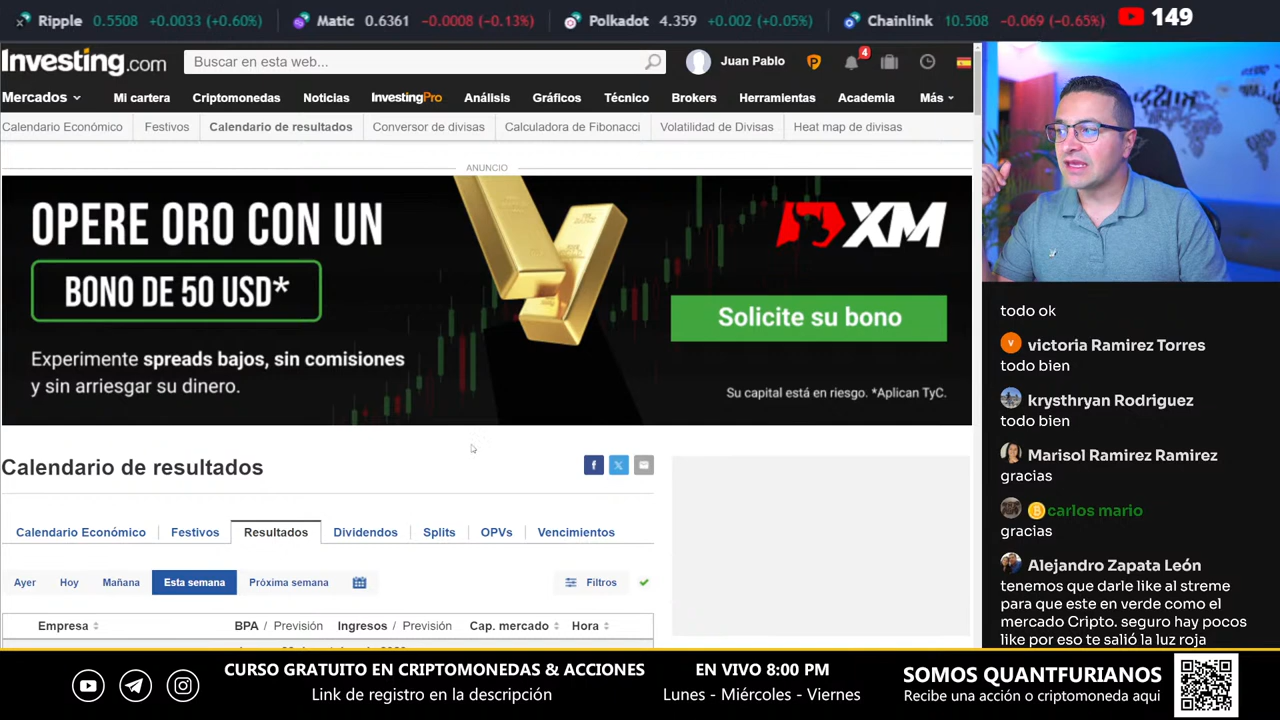 Ripple 0.5508 +0.0033 (+0.60%) Matic 0.6361 -0.0008 (-0.13%) Polkadot 4.359 +0.002 (+0.05%) Chainlink 10.508 -0.069 (-0.65%) 149
Investing.com Buscar en esta web... Juan Pablo 4
Mercados Mi cartera Criptomonedas Noticias InvestingPro Análisis Gráficos Técnico Brokers Herramientas Academia Más
Calendario Económico Festivos Calendario de resultados Conversor de divisas Calculadora de Fibonacci Volatilidad de Divisas Heat map de divisas
ANUNCIO
OPERE ORO CON UN
BONO DE 50 USD*
Experimente spreads bajos, sin comisiones
y sin arriesgar su dinero.
XM
Solicite su bono
Su capital está en riesgo. *Aplican TyC.
Calendario de resultados
Calendario Económico Festivos Resultados Dividendos Splits OPVs Vencimientos
Ayer Hoy Mañana Esta semana Próxima semana Filtros
Empresa BPA / Previsión Ingresos / Previsión Cap. mercado Hora
todo ok
victoria Ramirez Torres
todo bien
krysthryan Rodriguez
todo bien
Marisol Ramirez Ramirez
gracias
carlos mario
gracias
Alejandro Zapata León
tenemos que darle like al streme
para que este en verde como el
mercado Cripto. seguro hay pocos
like por eso te salió la luz roja
CURSO GRATUITO EN CRIPTOMONEDAS & ACCIONES
Link de registro en la descripción
EN VIVO 8:00 PM
Lunes - Miércoles - Viernes
SOMOS QUANTFURIANOS
Recibe una acción o criptomoneda aqui